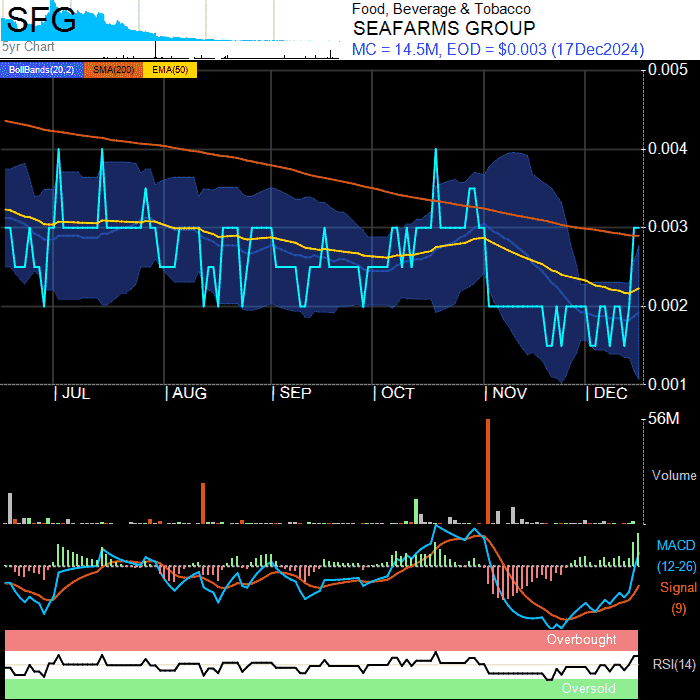 SFG
5yr Chart
Food, Beverage & Tobacco
SEAFARMS GROUP
MC = 14.5M, EOD = $0.003 (17Dec2024)
BollBands(20,2) SMA(200) EMA(50)
0.005
0.004
0.003
0.002
0.001
JUL AUG SEP OCT NOV DEC
56M
Volume
MACD
(12-26)
Signal
(9)
Overbought
RSI(14)
Oversold